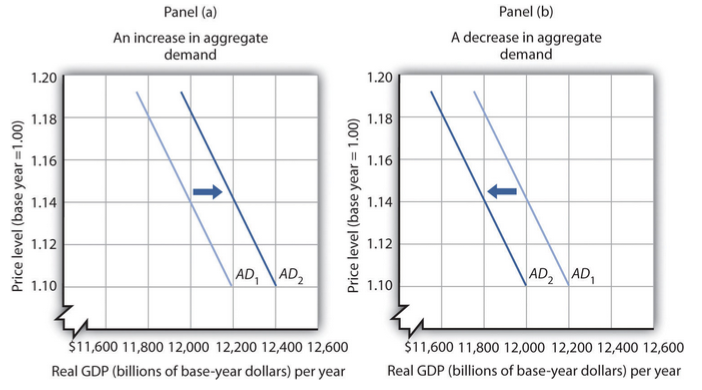 Panel (a)
An increase in aggregate
demand
Price level (base year =1.00)
1.20
1.18
1.16
1.14
1.12
1.10
AD1
AD2
$11,600 11,800 12,000 12,200 12,400 12,600
Real GDP (billions of base-year dollars) per year
Panel (b)
A decrease in aggregate
demand
Price level (base year = 1.00)
1.20
1.18
1.16
1.14
1.12
1.10
AD2
AD1
$11,600 11,800 12,000 12,200 12,400 12,600
Real GDP (billions of base-year dollars) per year